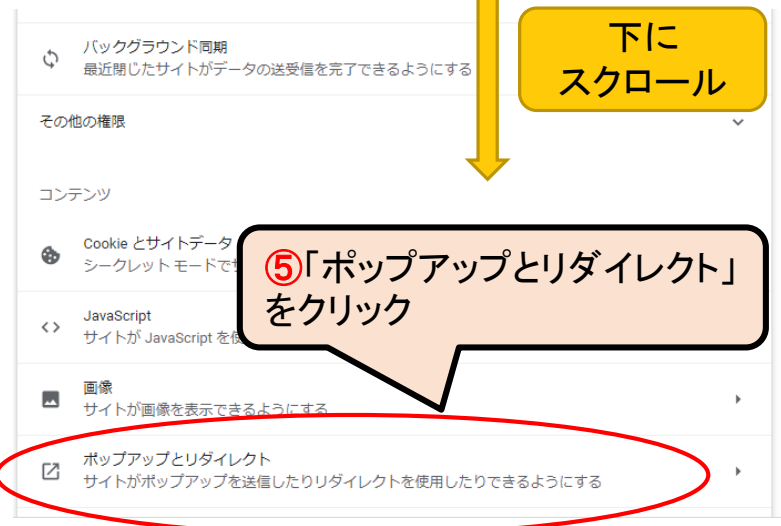 バックグラウンド同期
最近閉じたサイトがデータの送受信を完了できるようにする
下に
スクロール
その他の権限
コンテンツ
Cookie とサイトデータ
シークレット モードで
⑤「ポップアップとリダイレクト」
をクリック
JavaScript
サイトが JavaScript を使
画像
サイトが画像を表示できるようにする
ポップアップとリダイレクト
サイトがポップアップを送信したりリダイレクトを使用したりできるようにする